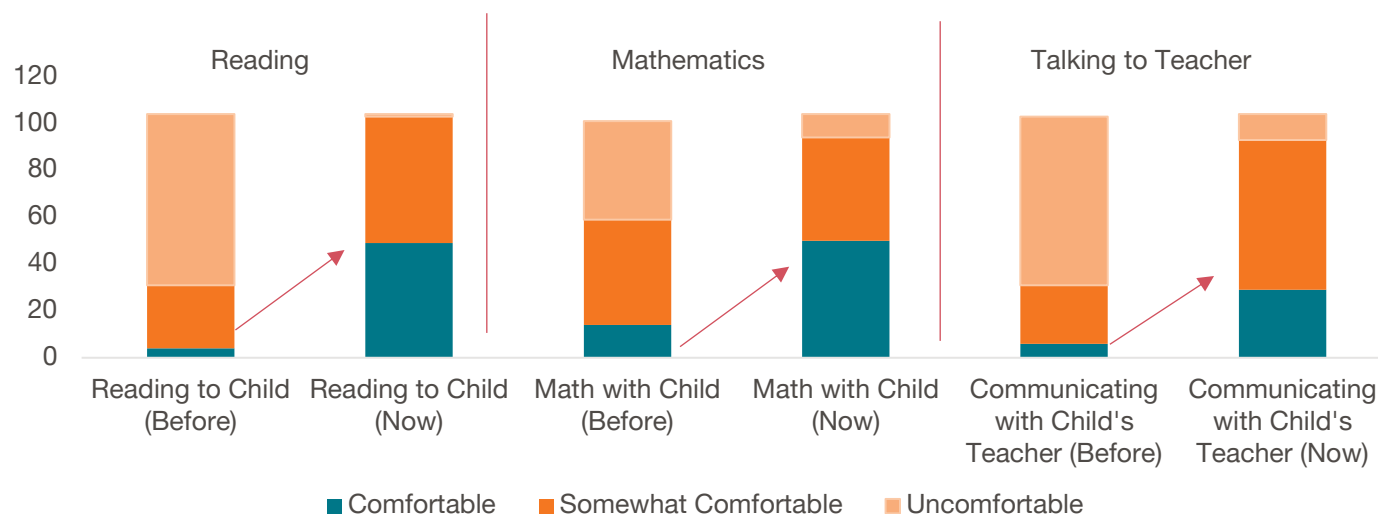 Reading
Mathematics
Talking to Teacher
120
100
80
60
40
20
0
Reading to Child
(Before)
Reading to Child
(Now)
Math with Child
(Before)
Math with Child
(Now)
Communicating
with Child's
Teacher (Before)
Communicating
with Child's
Teacher (Now)
Comfortable
Somewhat Comfortable
Uncomfortable